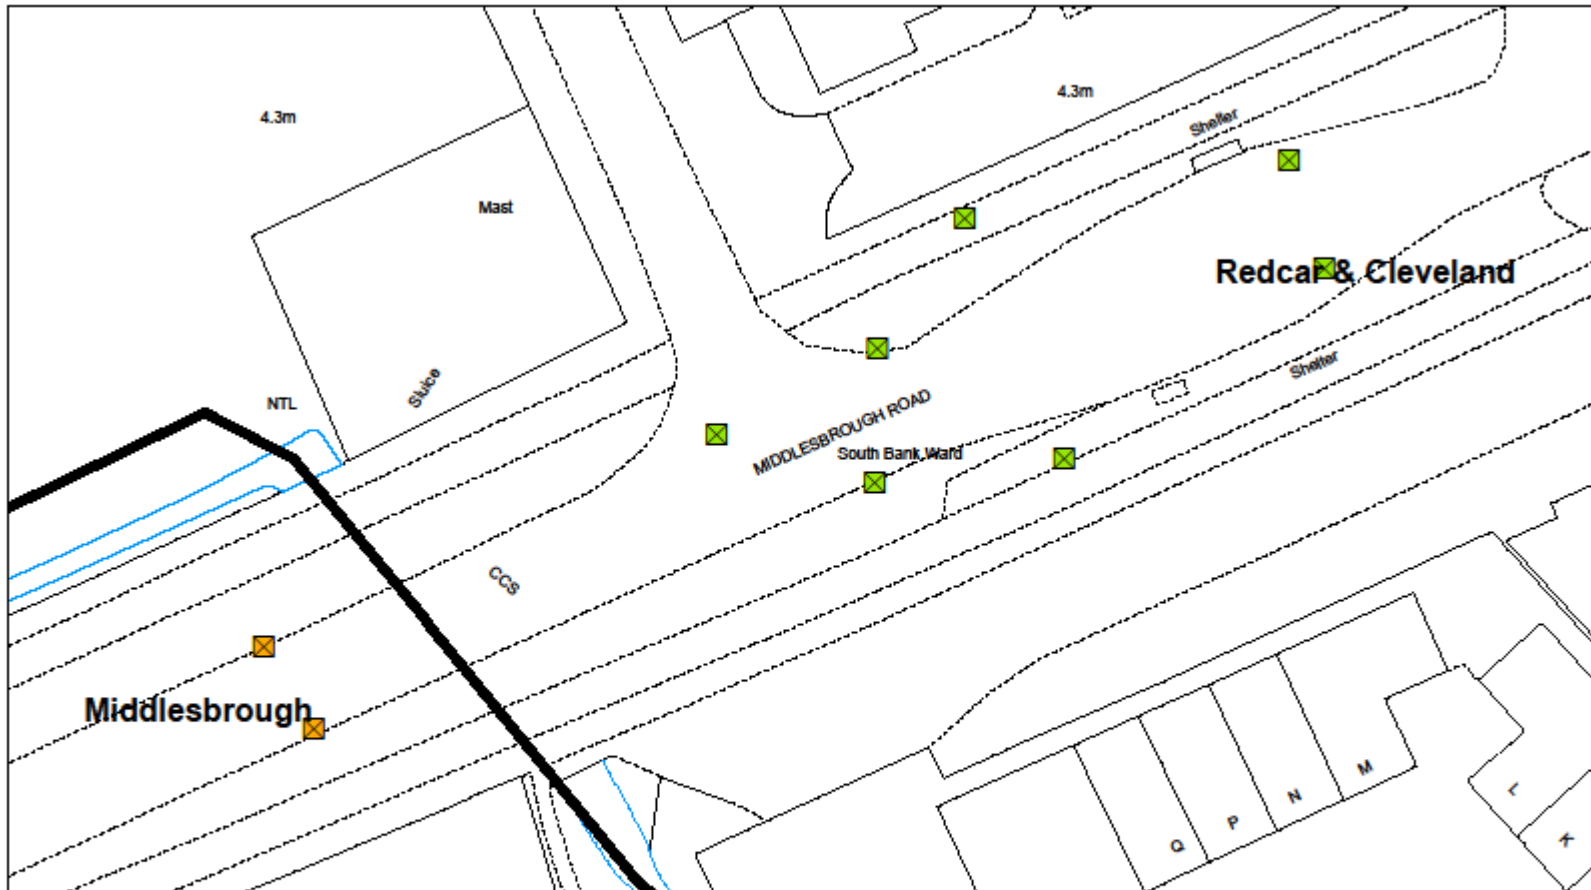 4.3m
4.3m
Shelter
Mast
Redcar & Cleveland
Shelter
Sluice
NTL
MIDDLESBROUGH ROAD
South Bank Ward
CCS
Middlesbrough
M
N
P
Q
L
K